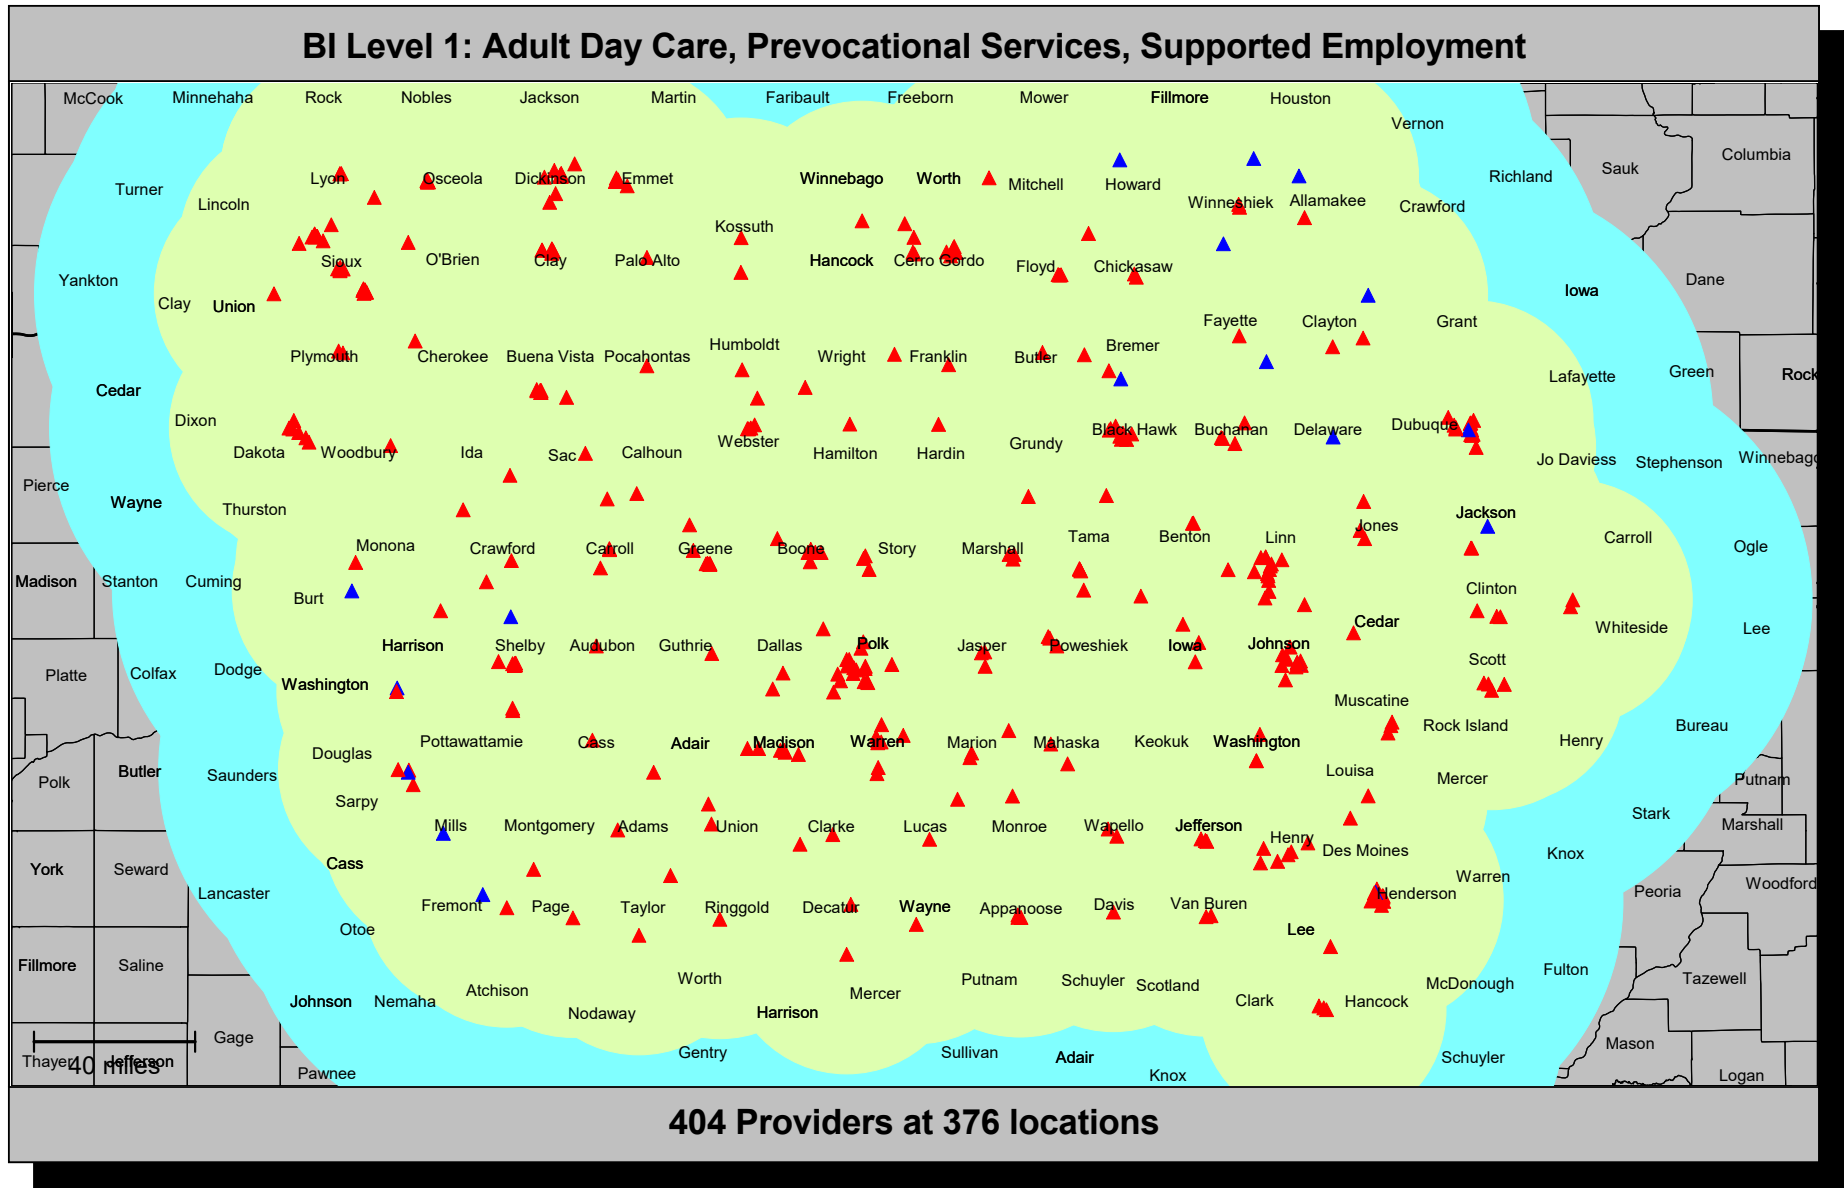 BI Level 1: Adult Day Care, Prevocational Services, Supported Employment
McCook Minnehaha Rock Nobles Jackson Martin Faribault Freeborn Mower Fillmore Houston
Vernon
Columbia
Sauk
Turner Lyon Osceola Dickinson Emmet Winnebago Worth Mitchell Howard Richland
Lincoln Winneshiek Allamakee Crawford
Kossuth
Sioux O'Brien Clay Palo Alto Hancock Cerro Gordo Floyd Chickasaw
Yankton Iowa Dane
Clay Union
Fayette Clayton Grant
Plymouth Cherokee Buena Vista Pocahontas Humboldt Wright Franklin Butler Bremer
Cedar Lafayette Green Rock
Dixon Black Hawk Buchanan Delaware Dubuque
Dakota Woodbury Ida Sac Calhoun Webster Hamilton Hardin Grundy
Jo Daviess Stephenson Winnebago
Pierce
Wayne Thurston Jackson
Monona Crawford Carroll Greene Boone Story Marshall Tama Benton Linn Jones Carroll Ogle
Madison Stanton Cuming
Burt Clinton
Cedar Whiteside Lee
Harrison Shelby Audubon Guthrie Dallas Polk Jasper Poweshiek Iowa Johnson
Scott
Platte Colfax Dodge Washington
Muscatine
Rock Island Bureau
Douglas Pottawattamie Cass Adair Madison Warren Marion Mahaska Keokuk Washington Henry
Polk Butler Saunders Louisa Mercer Putnam
Sarpy
Mills Montgomery Adams Union Clarke Lucas Monroe Wapello Jefferson Henry Stark Marshall
Des Moines Knox
York Seward Cass
Lancaster Warren Peoria Woodford
Fremont Page Taylor Ringgold Decatur Wayne Appanoose Davis Van Buren Henderson
Otoe Lee
Fillmore Saline Fulton Tazewell
Worth Putnam Schuyler Scotland McDonough
Johnson Nemaha Atchison Mercer Clark Hancock
Nodaway Harrison
Gage Mason
Thayer Jefferson Gentry Sullivan Adair Schuyler
40 miles
Pawnee Knox Logan
404 Providers at 376 locations